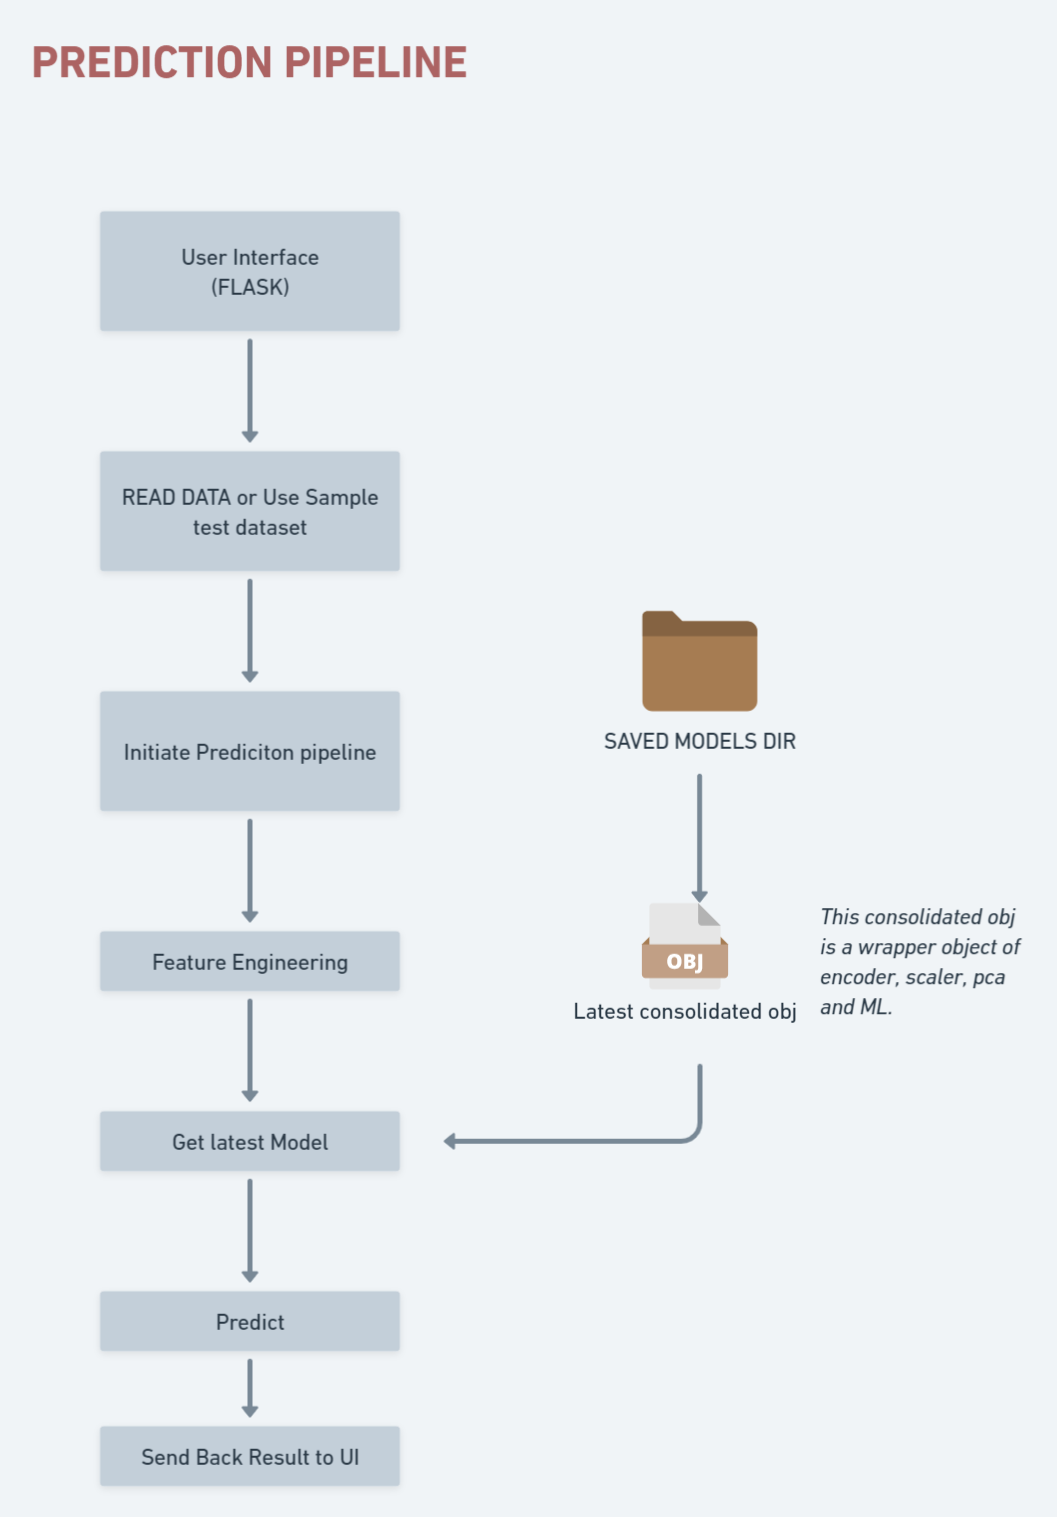 PREDICTION PIPELINE
User Interface
(FLASK)
READ DATA or Use Sample
test dataset
Initiate Prediciton pipeline
SAVED MODELS DIR
Feature Engineering
OBJ
Latest consolidated obj
This consolidated obj
is a wrapper object of
encoder, scaler, pca
and ML.
Get latest Model
Predict
Send Back Result to UI